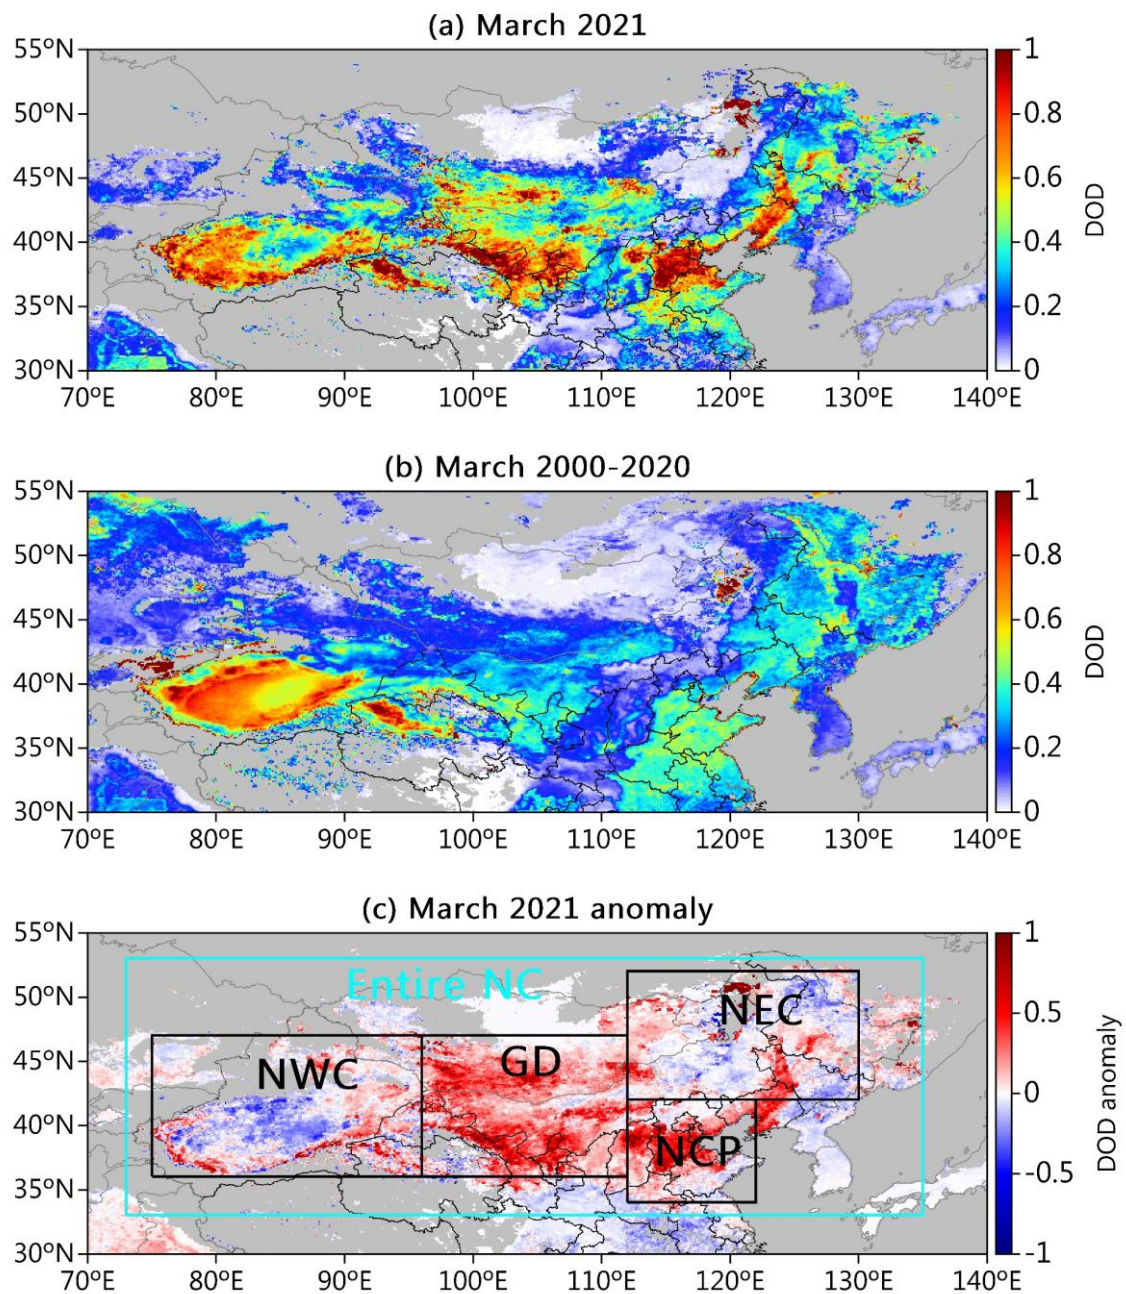 (a) March 2021
55°N
50°N
45°N
40°N
35°N
30°N
70°E 80°E 90°E 100°E 110°E 120°E 130°E 140°E
1
0.8
0.6
0.4
0.2
0
DOD
(b) March 2000-2020
55°N
50°N
45°N
40°N
35°N
30°N
70°E 80°E 90°E 100°E 110°E 120°E 130°E 140°E
1
0.8
0.6
0.4
0.2
0
DOD
(c) March 2021 anomaly
55°N
50°N
45°N
40°N
35°N
30°N
Entire NC
NEC
NWC
GD
NCP
70°E 80°E 90°E 100°E 110°E 120°E 130°E 140°E
1
0.5
0
-0.5
-1
DOD anomaly